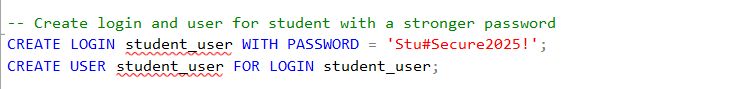 -- Create login and user for student with a stronger password
CREATE LOGIN student_user WITH PASSWORD = 'Stu#Secure2025!';
CREATE USER student_user FOR LOGIN student_user;